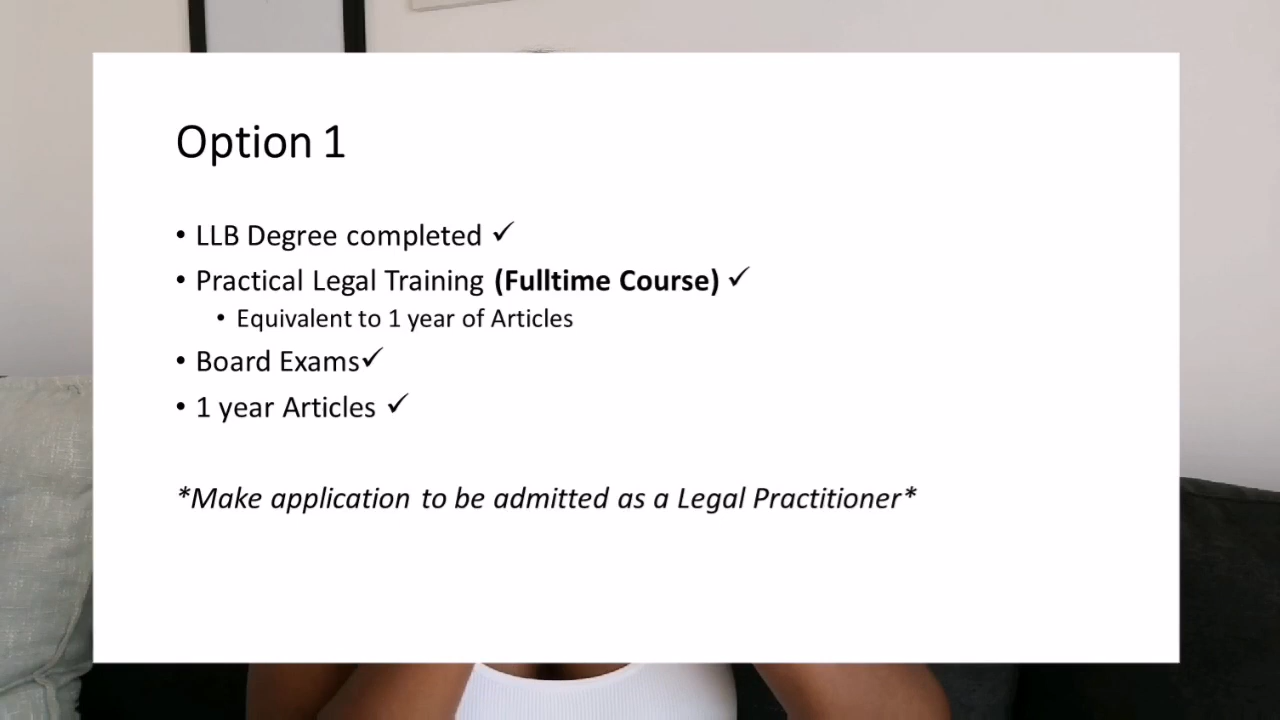 Option 1
• LLB Degree completed ✓
• Practical Legal Training (Fulltime Course) ✓
• Equivalent to 1 year of Articles
• Board Exams✓
• 1 year Articles ✓
*Make application to be admitted as a Legal Practitioner*